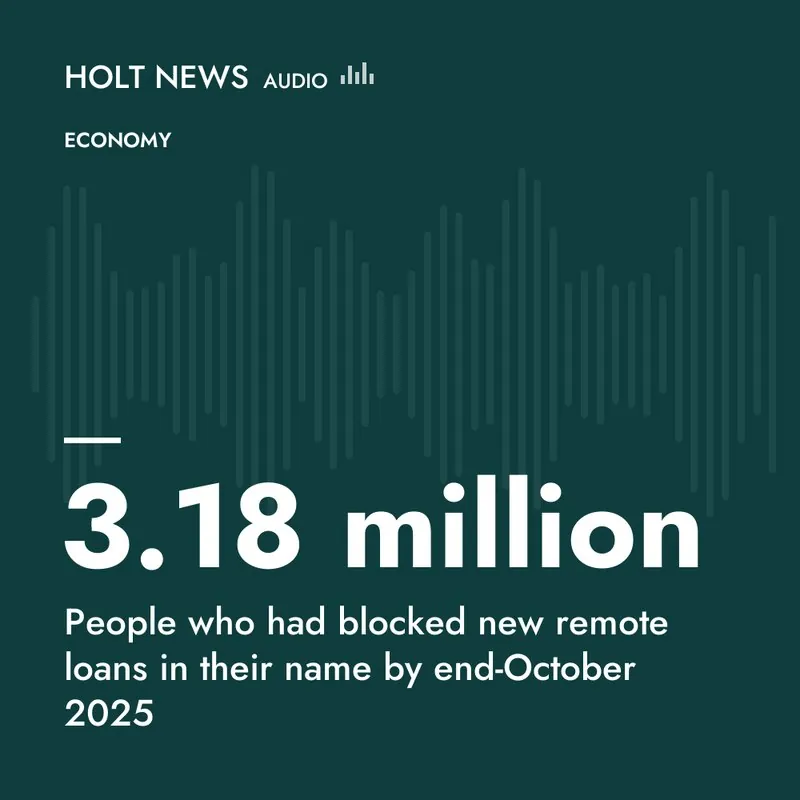 HOLT NEWS AUDIO
ECONOMY
3.18 million
People who had blocked new remote
loans in their name by end-October
2025